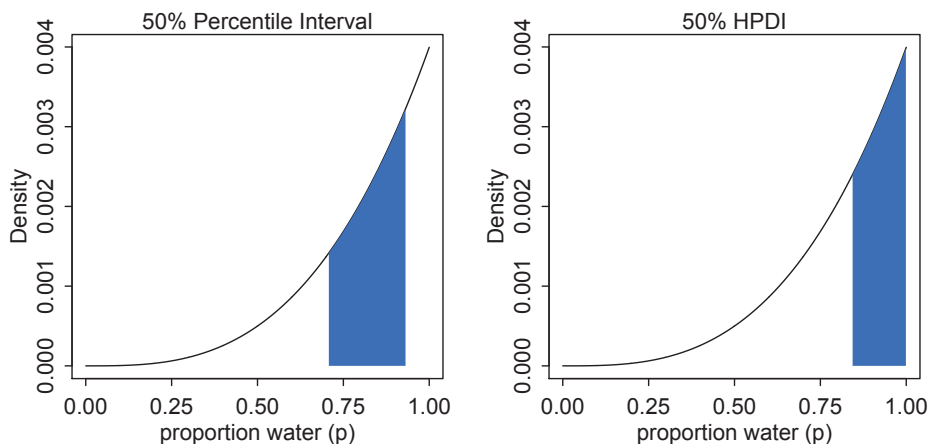 50% Percentile Interval
Density
0.000 0.001 0.002 0.003 0.004
0.00 0.25 0.50 0.75 1.00
proportion water (p)
50% HPDI
Density
0.000 0.001 0.002 0.003 0.004
0.00 0.25 0.50 0.75 1.00
proportion water (p)